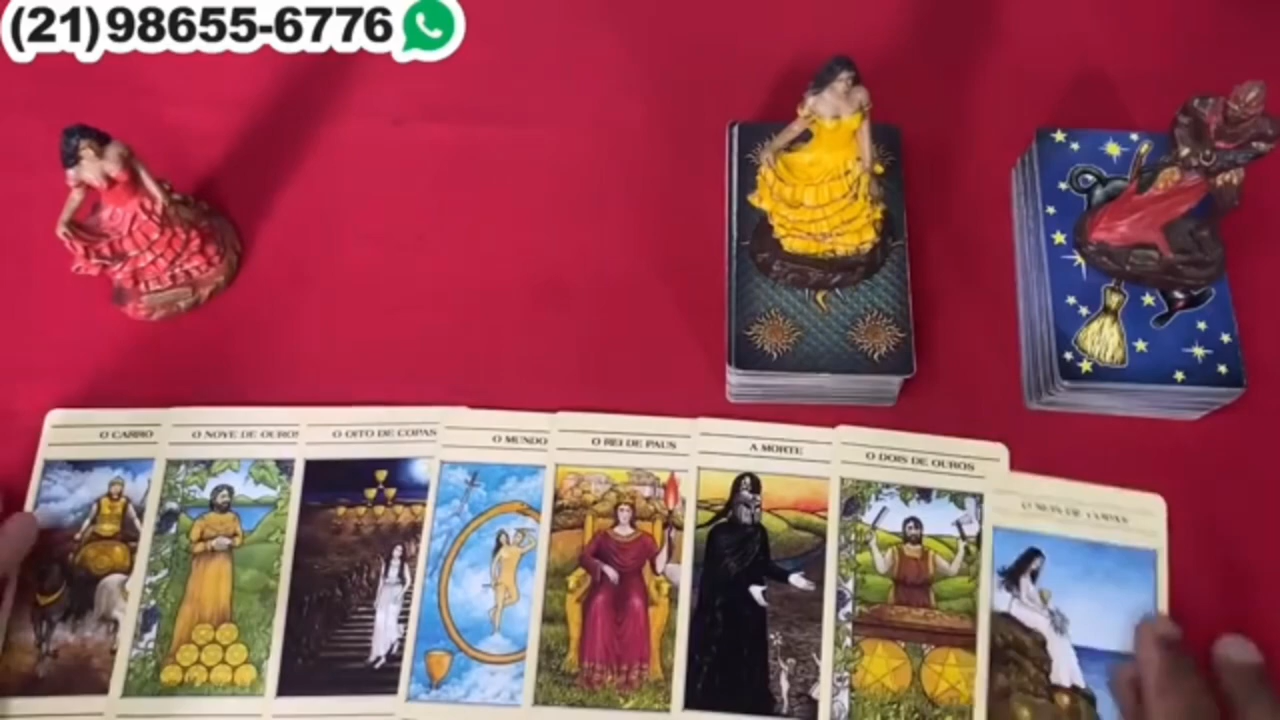 (21)98655-6776
O CARRO
O NOVE DE OUROS
O OITO DE COPAS
O MUNDO
O REI DE PAUS
A MORTE
O DOIS DE OUROS